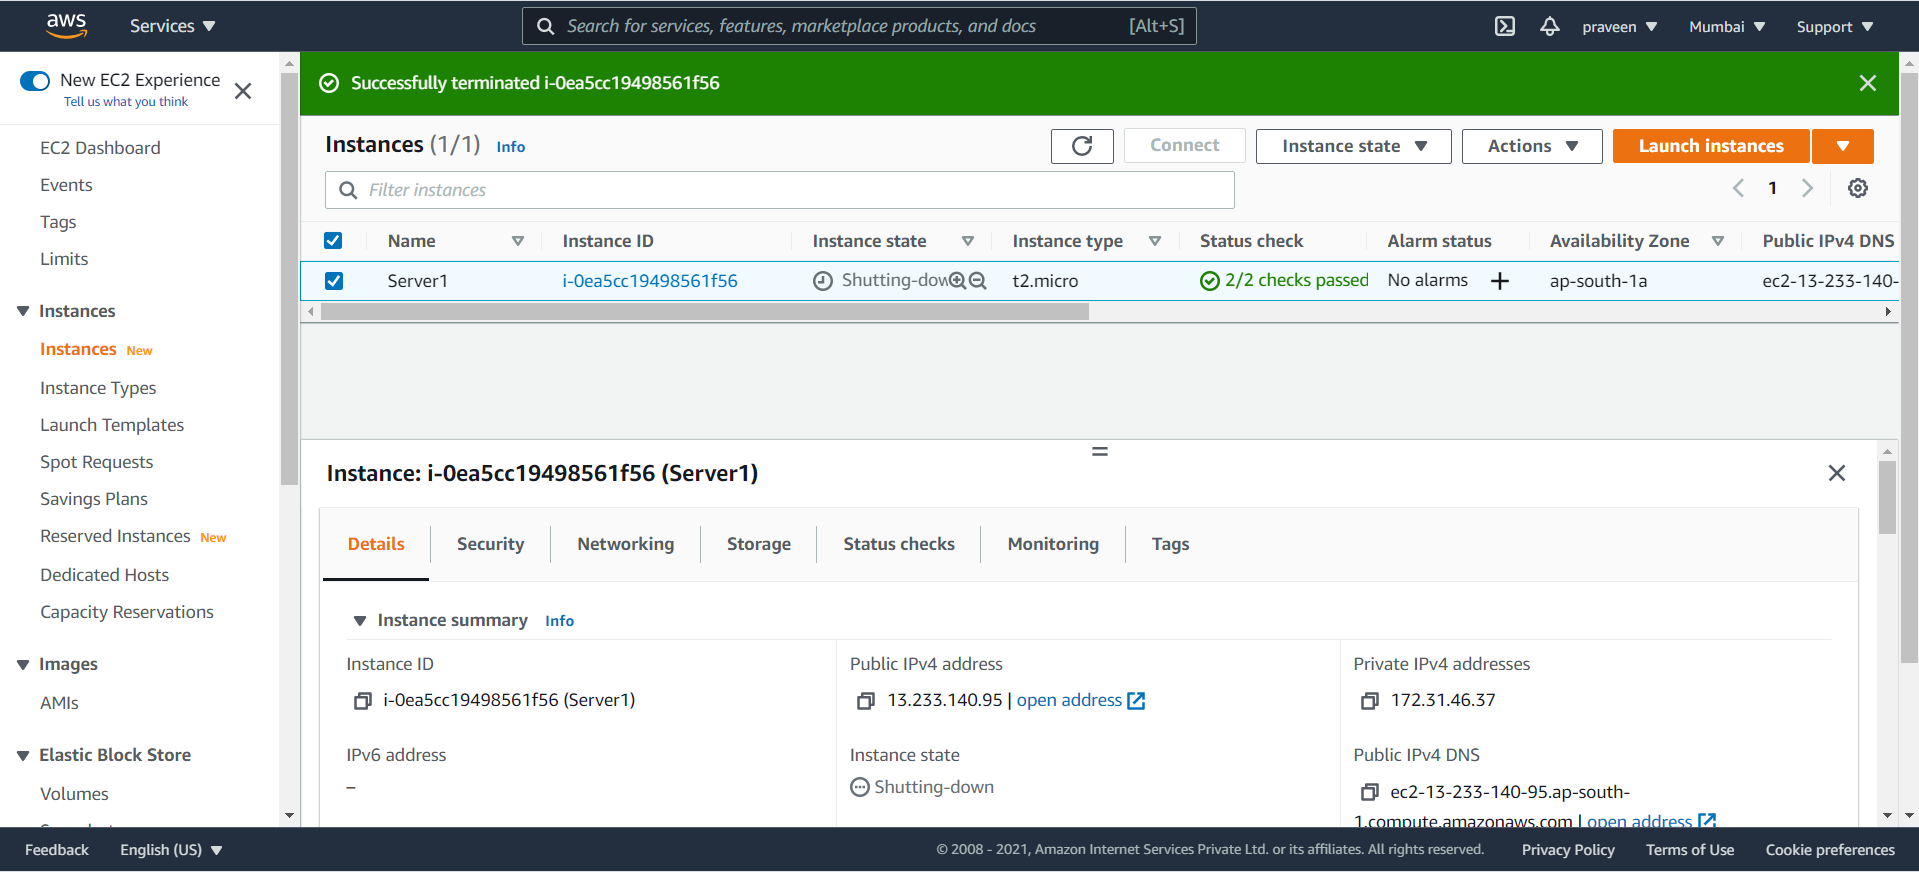 aws
Services
Search for services, features, marketplace products, and docs [Alt+S]
praveen
Mumbai
Support
New EC2 Experience
Tell us what you think
EC2 Dashboard
Events
Tags
Limits
Instances
Instances New
Instance Types
Launch Templates
Spot Requests
Savings Plans
Reserved Instances New
Dedicated Hosts
Capacity Reservations
Images
AMIs
Elastic Block Store
Volumes
Successfully terminated i-0ea5cc19498561f56
Instances (1/1) Info
Connect
Instance state
Actions
Launch instances
Filter instances
1
Name Instance ID Instance state Instance type Status check Alarm status Availability Zone Public IPv4 DNS
Server1 i-0ea5cc19498561f56 Shutting-dow t2.micro 2/2 checks passed No alarms ap-south-1a ec2-13-233-140-
Instance: i-0ea5cc19498561f56 (Server1)
Details Security Networking Storage Status checks Monitoring Tags
Instance summary Info
Instance ID
i-0ea5cc19498561f56 (Server1)
Public IPv4 address
13.233.140.95 | open address
Private IPv4 addresses
172.31.46.37
IPv6 address
–
Instance state
Shutting-down
Public IPv4 DNS
ec2-13-233-140-95.ap-south-
1.compute.amazonaws.com | open address
Feedback English (US) © 2008 - 2021, Amazon Internet Services Private Ltd. or its affiliates. All rights reserved. Privacy Policy Terms of Use Cookie preferences